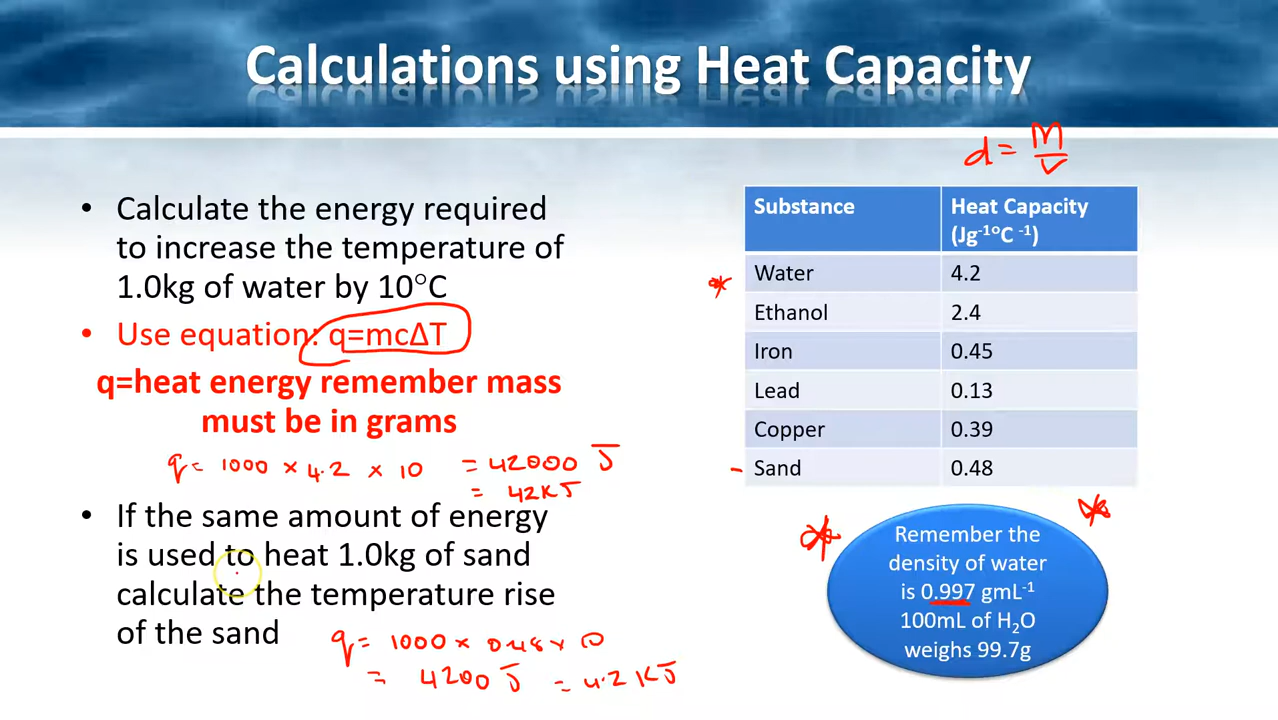 Calculations using Heat Capacity
d = m/v
• Calculate the energy required
to increase the temperature of
1.0kg of water by 10°C
• Use equation: q=mcΔT
q=heat energy remember mass
must be in grams
q= 1000 × 4.2 × 10 = 42000 J
= 42KJ
• If the same amount of energy
is used to heat 1.0kg of sand
calculate the temperature rise
of the sand
q= 1000 × 0.48 × 10
= 4200 J = 4.2 KJ
Substance Heat Capacity
(Jg⁻¹°C ⁻¹)
* Water 4.2
Ethanol 2.4
Iron 0.45
Lead 0.13
Copper 0.39
- Sand 0.48
Remember the
density of water
is 0.997 gmL⁻¹
100mL of H₂O
weighs 99.7g